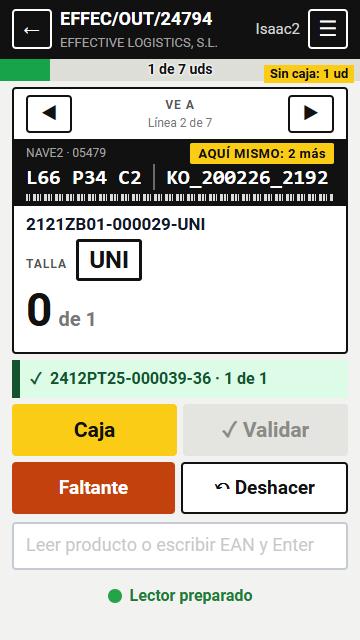 ← EFFEC/OUT/24794 Isaac2 ☰
EFFECTIVE LOGISTICS, S.L.
1 de 7 uds
Sin caja: 1 ud
◀ VE A ▶
Línea 2 de 7
NAVE2 · 05479 AQUÍ MISMO: 2 más
L66 P34 C2 | KO_200226_2192
2121ZB01-000029-UNI
TALLA UNI
0 de 1
✓ 2412PT25-000039-36 · 1 de 1
Caja
✓ Validar
Faltante
↶ Deshacer
Leer producto o escribir EAN y Enter
Lector preparado